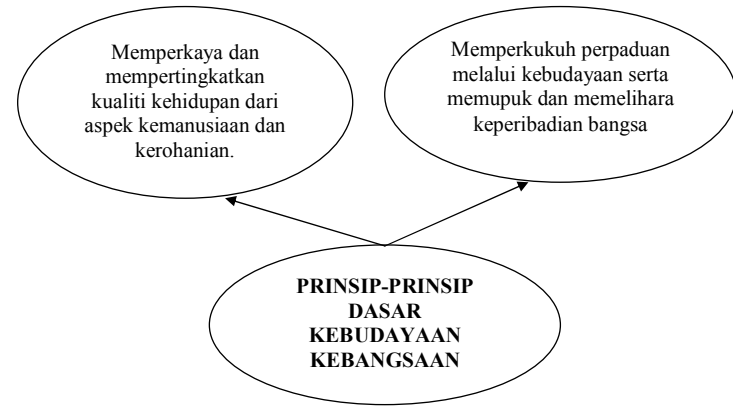 Memperkaya dan
mempertingkatkan
kualiti kehidupan dari
aspek kemanusiaan dan
kerohanian.
Memperkukuh perpaduan
melalui kebudayaan serta
memupuk dan memelihara
keperibadian bangsa
PRINSIP-PRINSIP
DASAR
KEBUDAYAAN
KEBANGSAAN